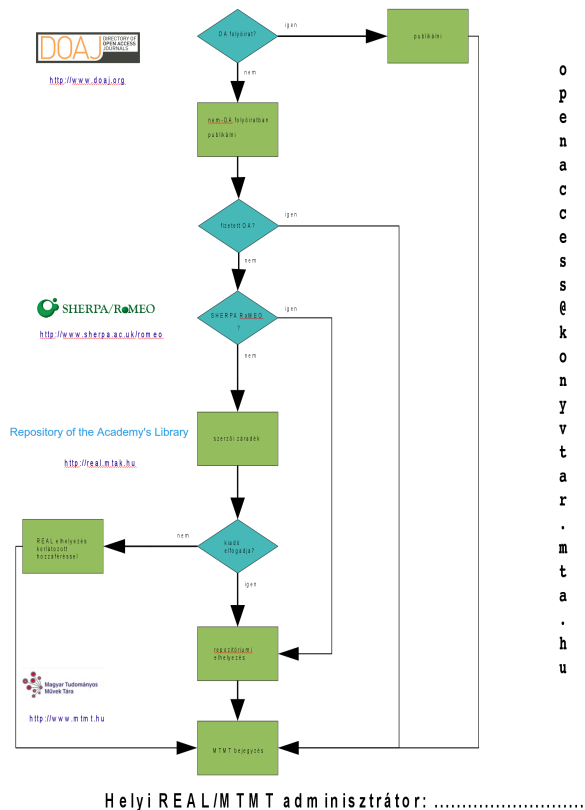 DOAJ DIRECTORY OF
OPEN ACCESS
JOURNALS
http://www.doaj.org
OA folyóirat?
igen
publikálni
nem
nem-OA folyóiratban
publikálni
fizetett OA?
igen
nem
SHERPA/RoMEO
http://www.sherpa.ac.uk/romeo
SHERPA RoMEO
?
igen
nem
Repository of the Academy's Library
http://real.mtak.hu
szerzői záradék
kiadó
elfogadja?
nem
REAL elhelyezés
korlátozott
hozzáféréssel
igen
repozitóriumi
elhelyezés
Magyar Tudományos
Művek Tára
http://www.mtmt.hu
MTMT bejegyzés
openaccess@konyvtar.mta.hu
Helyi REAL/MTMT adminisztrátor: ..........................